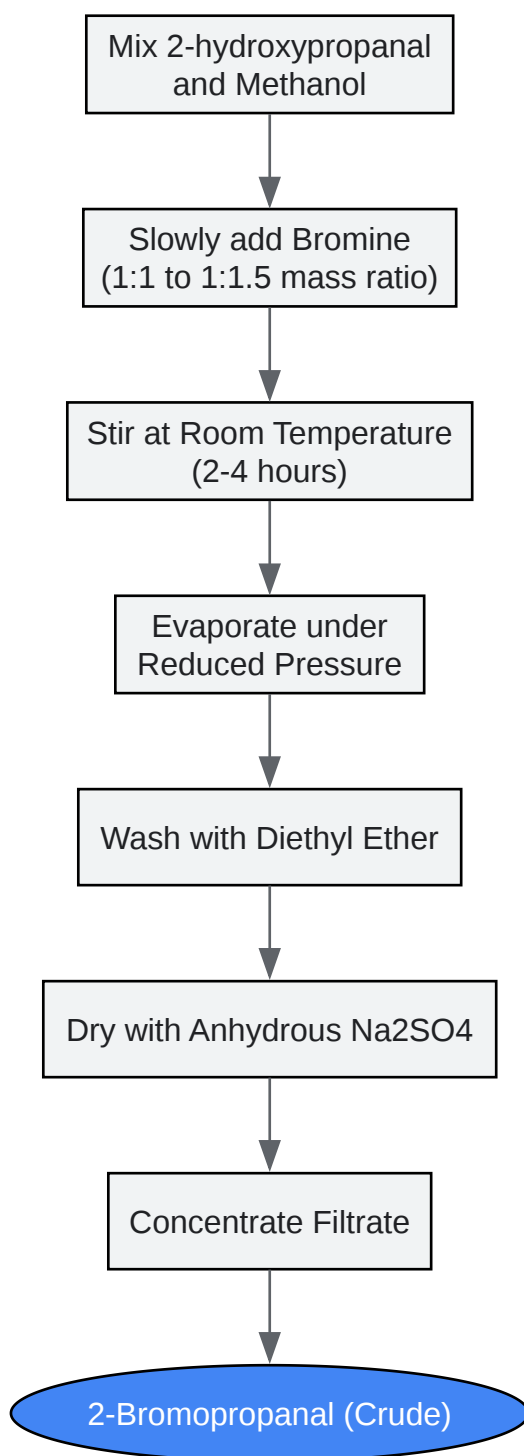 Mix 2-hydroxypropanal
and Methanol
Slowly add Bromine
(1:1 to 1:1.5 mass ratio)
Stir at Room Temperature
(2-4 hours)
Evaporate under
Reduced Pressure
Wash with Diethyl Ether
Dry with Anhydrous Na2SO4
Concentrate Filtrate
2-Bromopropanal (Crude)